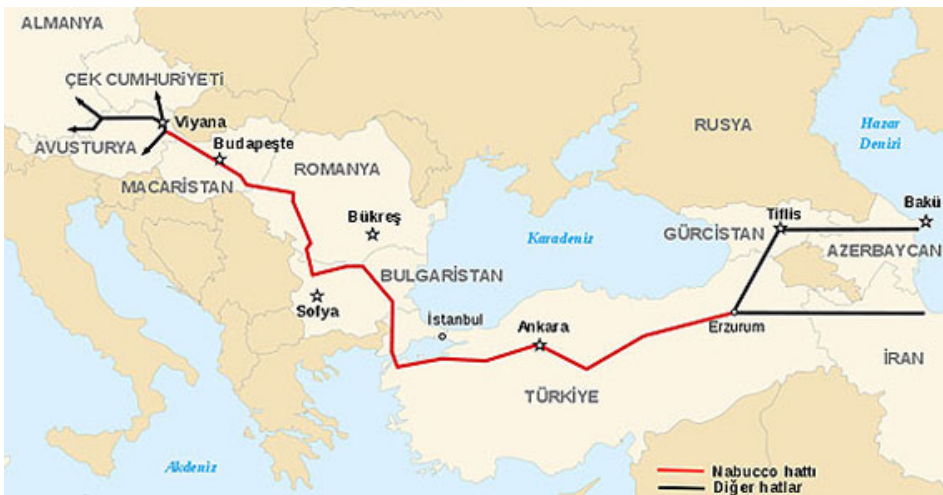 ALMANYA
ÇEK CUMHURİYETİ
Viyana
AVUSTURYA
Budapeşte
MACARİSTAN
ROMANYA
Bükreş
RUSYA
Hazar
Denizi
Karadeniz
GÜRCİSTAN
Tiflis
Bakü
AZERBAYCAN
BULGARİSTAN
Sofya
İstanbul
Ankara
Erzurum
TÜRKİYE
İRAN
Akdeniz
Nabucco hattı
Diğer hatlar